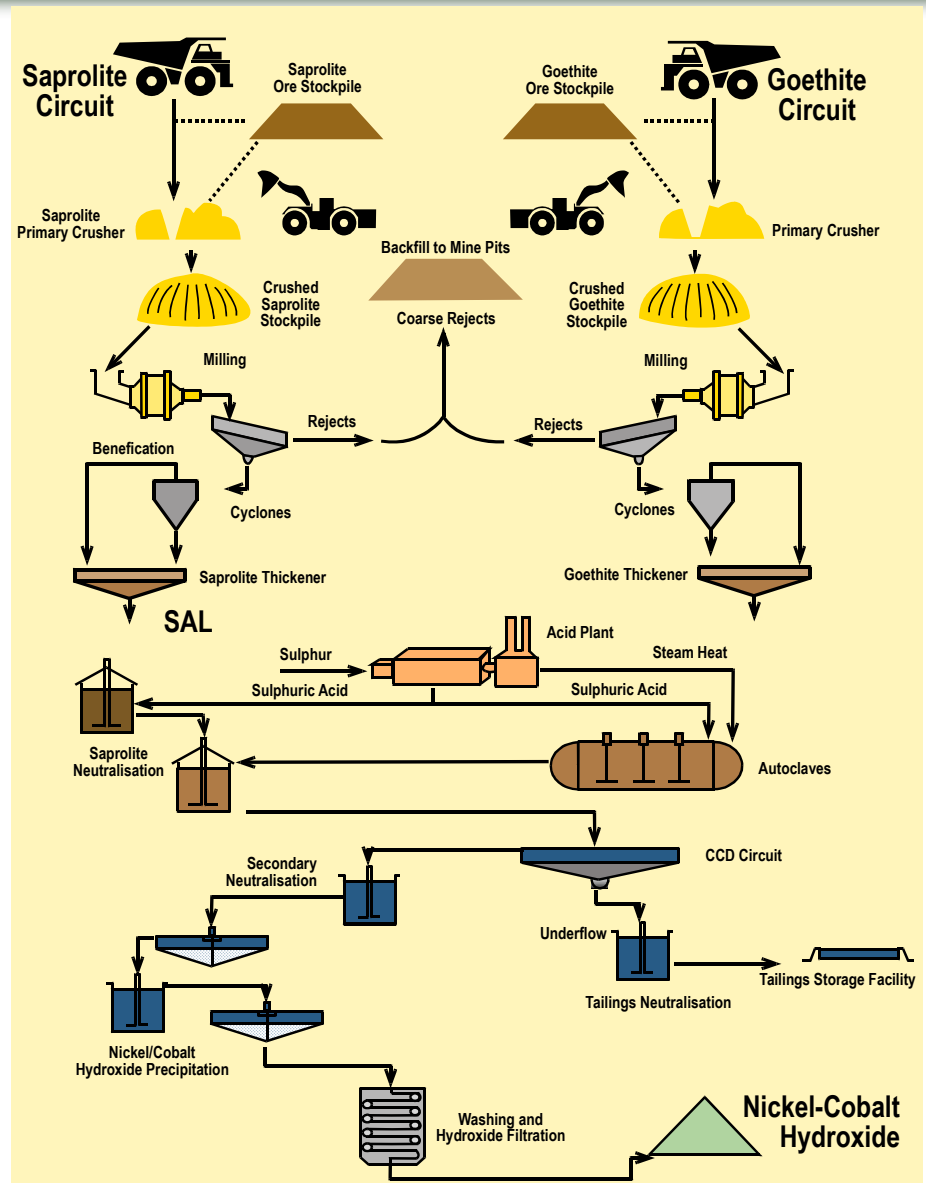 Saprolite
Circuit
Saprolite
Ore Stockpile
Goethite
Ore Stockpile
Goethite
Circuit
Saprolite
Primary Crusher
Primary Crusher
Backfill to Mine Pits
Crushed
Saprolite
Stockpile
Coarse Rejects
Crushed
Goethite
Stockpile
Milling
Milling
Rejects
Rejects
Benefication
Cyclones
Cyclones
Saprolite Thickener
Goethite Thickener
SAL
Acid Plant
Sulphur
Steam Heat
Sulphuric Acid
Sulphuric Acid
Saprolite
Neutralisation
Autoclaves
CCD Circuit
Secondary
Neutralisation
Underflow
Tailings Storage Facility
Tailings Neutralisation
Nickel/Cobalt
Hydroxide Precipitation
Washing and
Hydroxide Filtration
Nickel-Cobalt
Hydroxide